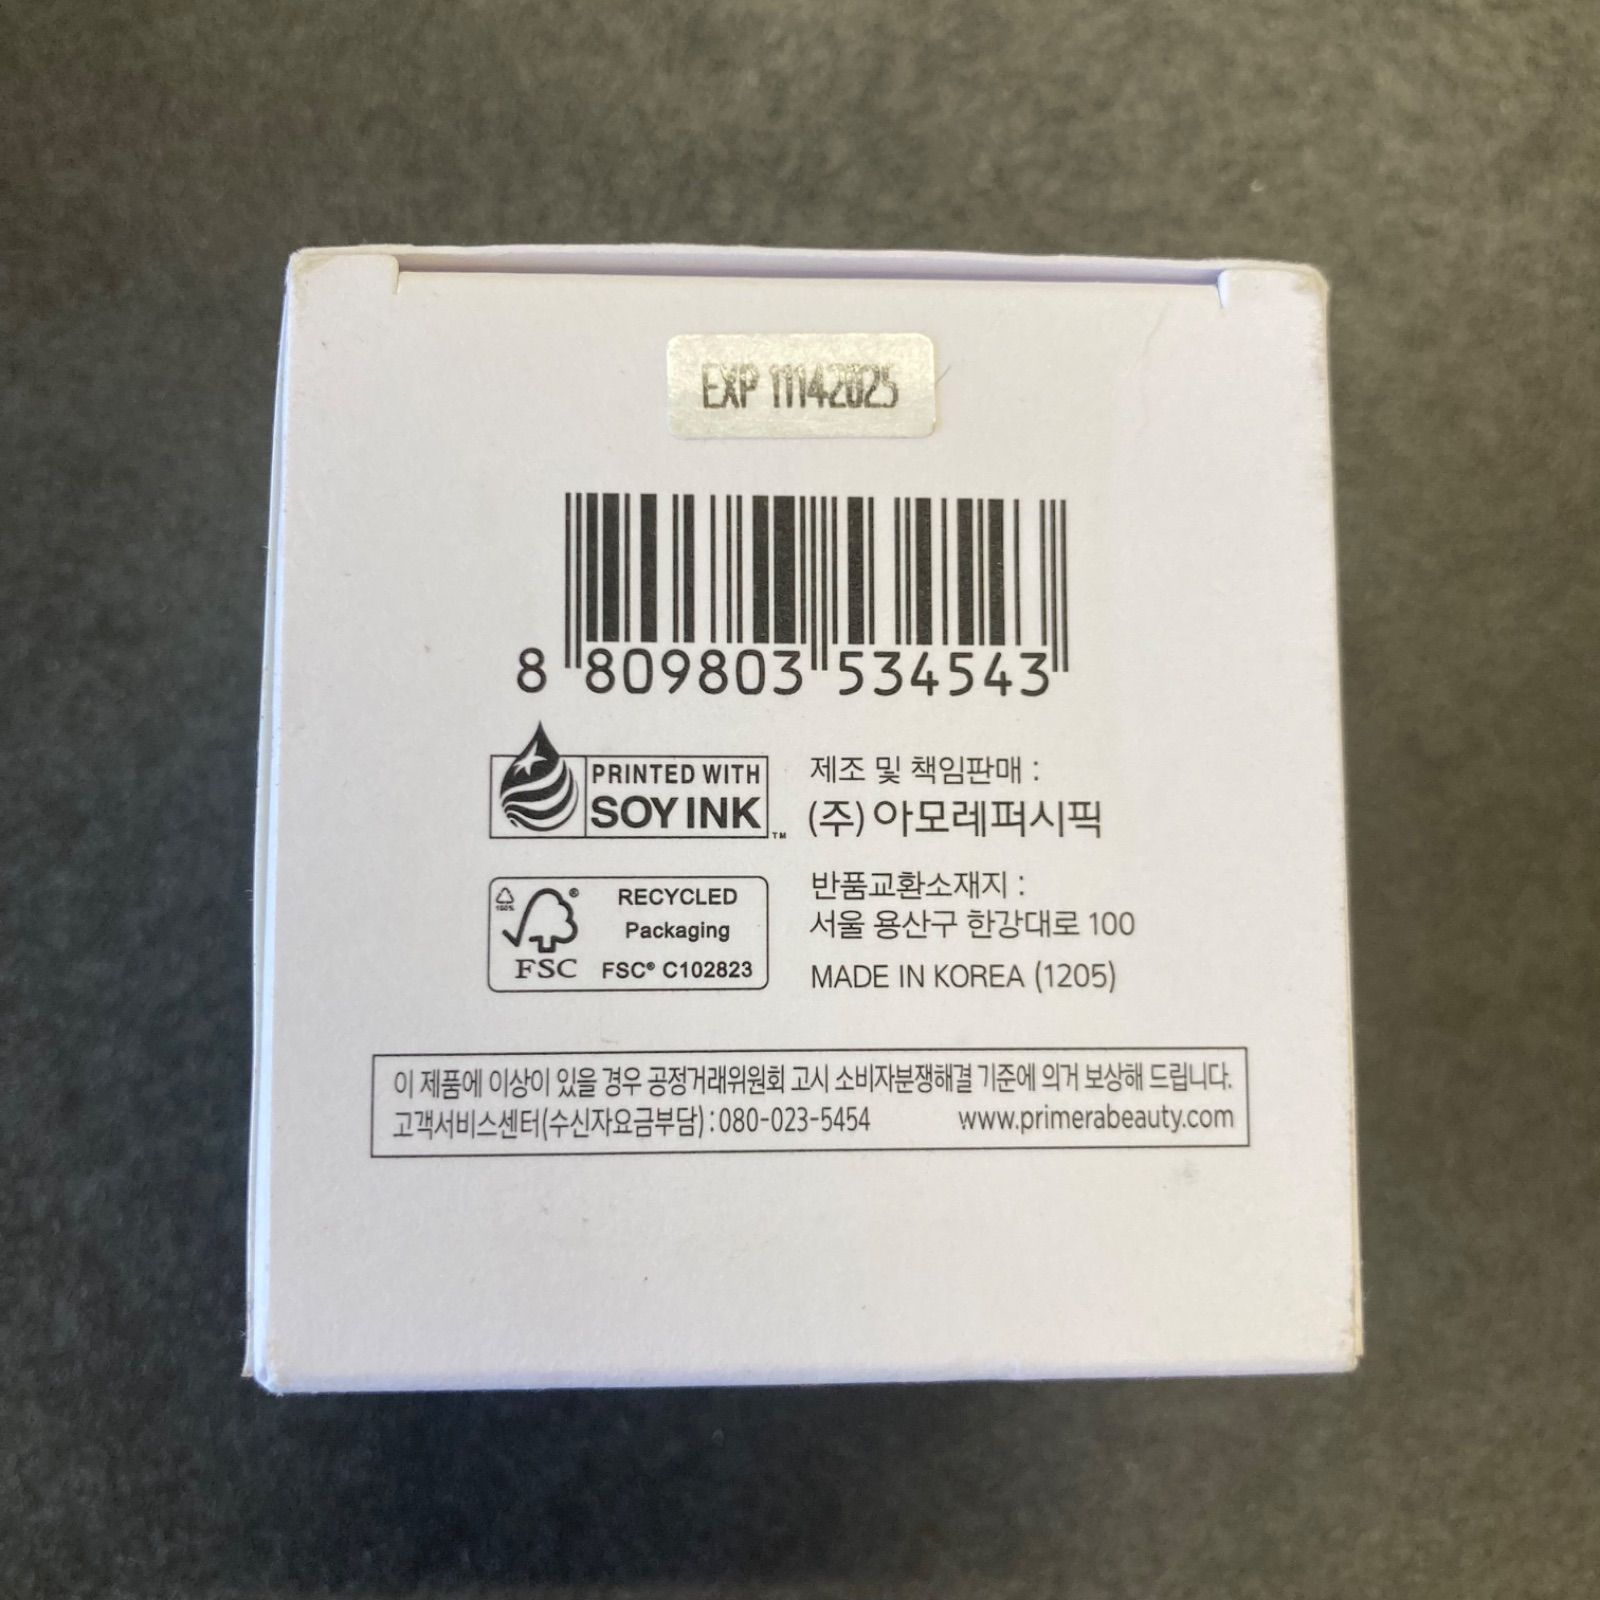 EXP 11142025
8 809803 534543
PRINTED WITH
SOY INK ™
제조 및 책임판매 :
(주) 아모레퍼시픽
100%
®
FSC
RECYCLED
Packaging
FSC® C102823
반품교환소재지 :
서울 용산구 한강대로 100
MADE IN KOREA (1205)
이 제품에 이상이 있을 경우 공정거래위원회 고시 소비자분쟁해결 기준에 의거 보상해 드립니다.
고객서비스센터(수신자요금부담) : 080-023-5454 www.primerabeauty.com